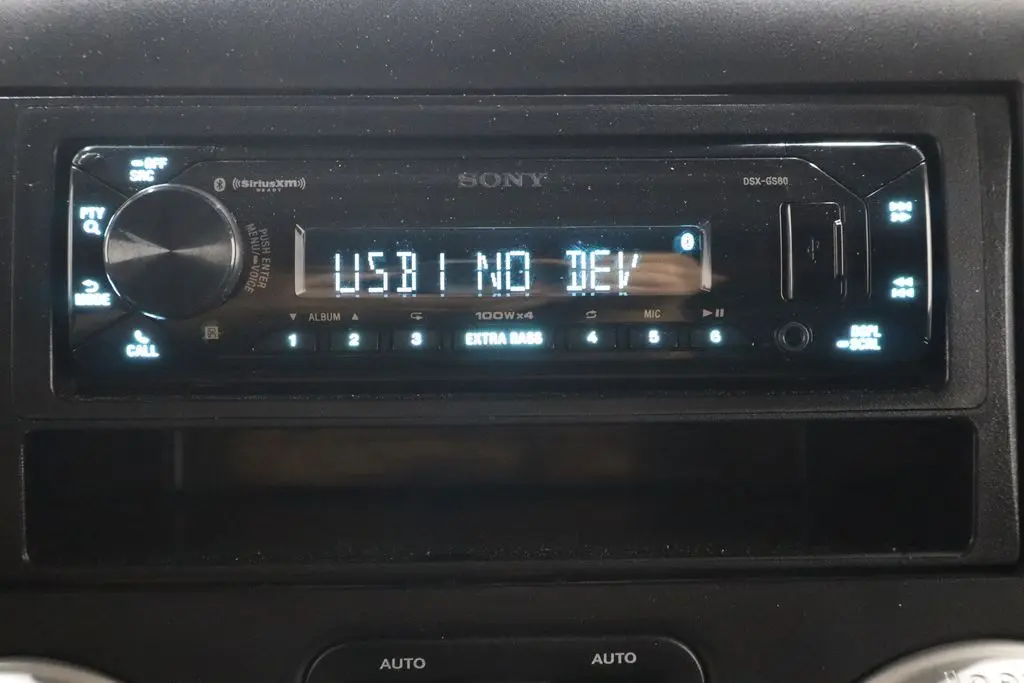 OFF
SRC
SiriusXM
READY
SONY
DSX-GS80
PTY
PUSH ENTER
MENU VOICE
USB1 NO DEV
MODE
ALBUM
100W×4
MIC
CALL
1
2
3
EXTRA BASS
4
5
6
DSPL
SCRL
AUTO
AUTO